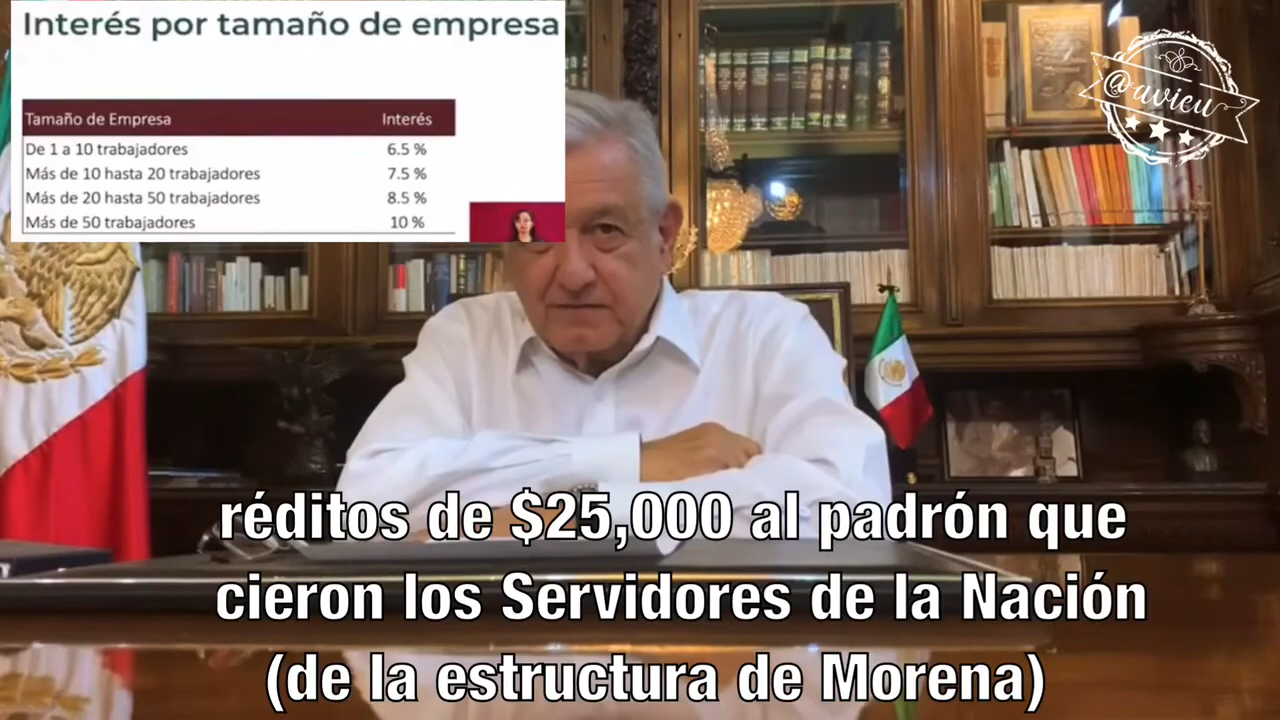 Interés por tamaño de empresa
Tamaño de Empresa Interés
De 1 a 10 trabajadores 6.5 %
Más de 10 hasta 20 trabajadores 7.5 %
Más de 20 hasta 50 trabajadores 8.5 %
Más de 50 trabajadores 10 %
@avieu
réditos de $25,000 al padrón que
cieron los Servidores de la Nación
(de la estructura de Morena)